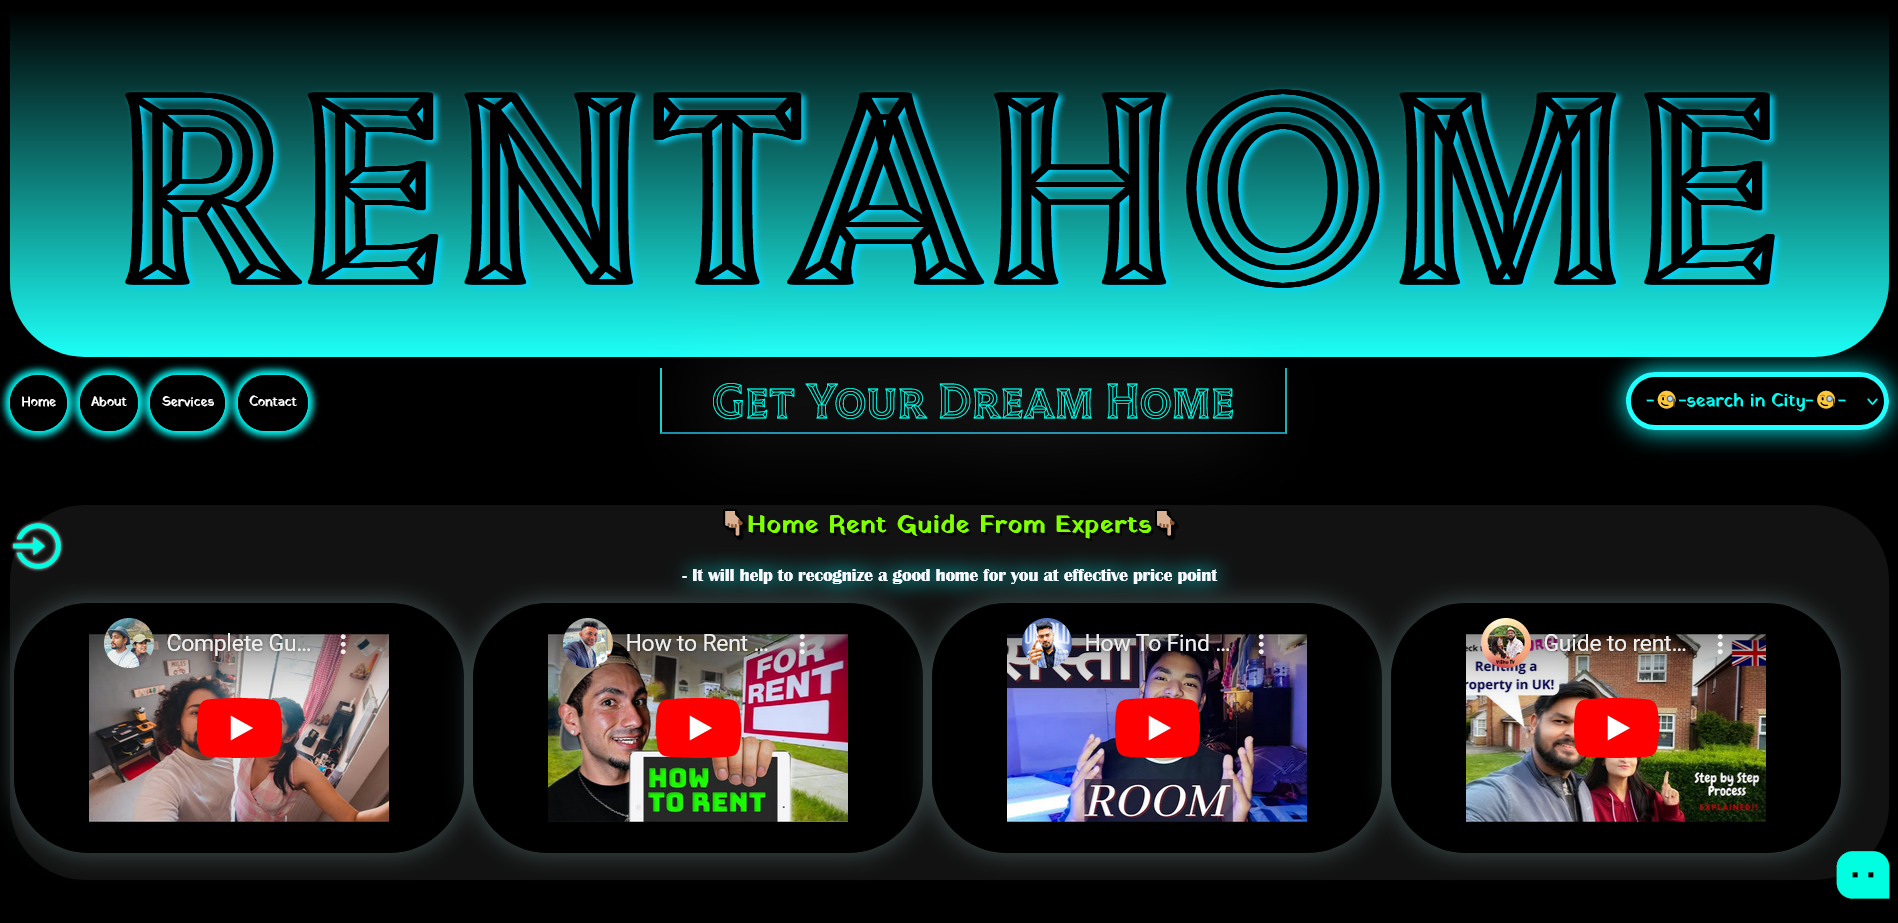 RENTAHOME
Home
About
Services
Contact
Get Your Dream Home
-🧐-search in City-🧐-
👇🏽Home Rent Guide From Experts👇🏽
- It will help to recognize a good home for you at effective price point
Complete Gu...
How to Rent ...
FOR
RENT
HOW
TO RENT
How To Find ...
सस्ता
ROOM
Guide to rent...
Renting a
roperty in UK!
Step by Step
Process
EXPLAINED!!